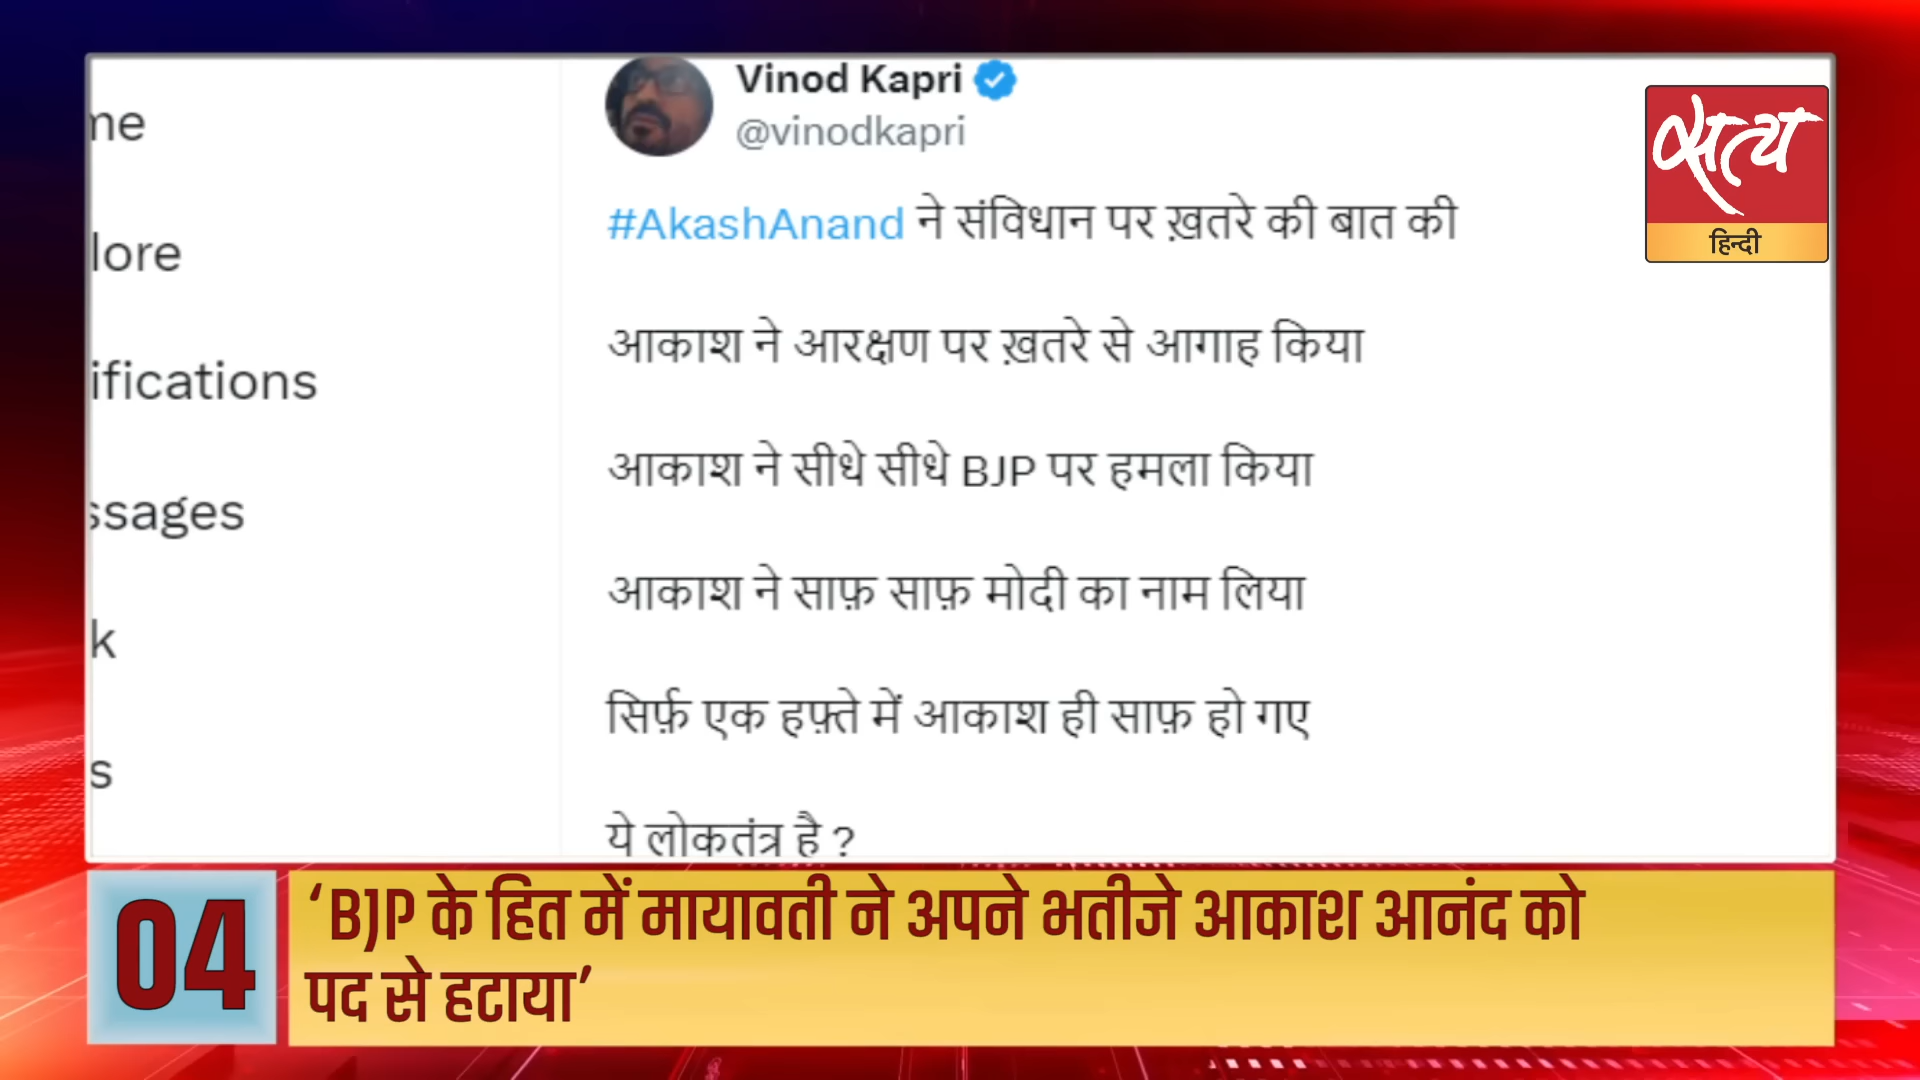 Vinod Kapri
@vinodkapri
सत्य
हिन्दी
#AkashAnand ने संविधान पर ख़तरे की बात की
आकाश ने आरक्षण पर ख़तरे से आगाह किया
आकाश ने सीधे सीधे BJP पर हमला किया
आकाश ने साफ़ साफ़ मोदी का नाम लिया
सिर्फ़ एक हफ़्ते में आकाश ही साफ़ हो गए
ये लोकतंत्र है ?
me
lore
ifications
ssages
k
s
04
‘BJP के हित में मायावती ने अपने भतीजे आकाश आनंद को
पद से हटाया’